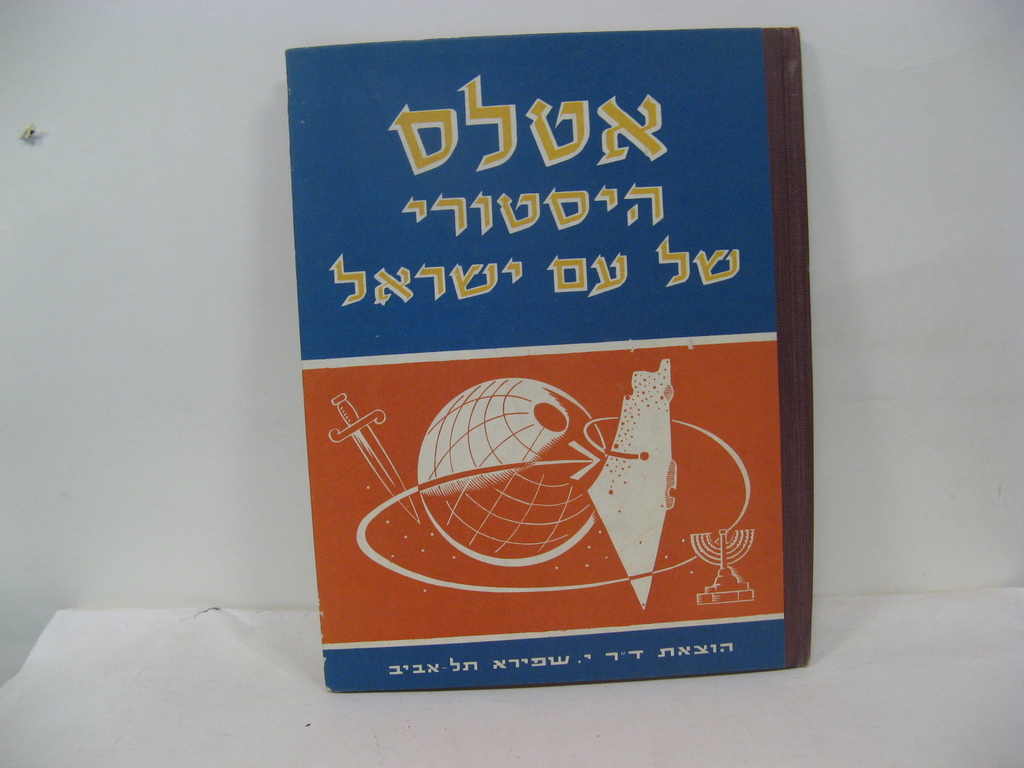 אטלס
היסטורי
של עם ישראל
הוצאת ד״ר י. שפירא תל-אביב